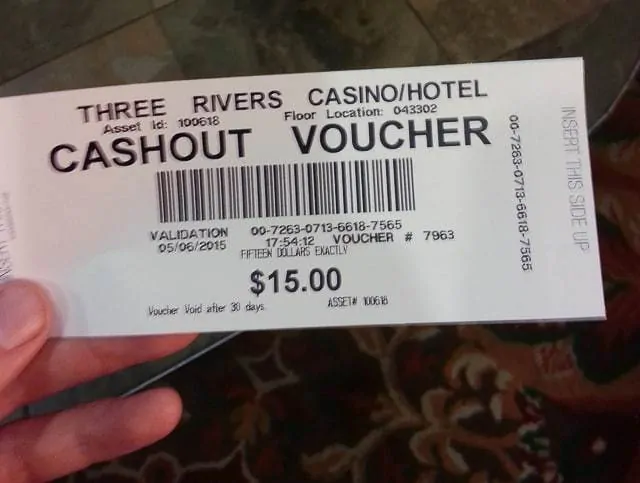 THREE RIVERS CASINO/HOTEL
Asset Id: 100618 Floor Location: 043302
CASHOUT VOUCHER
VALIDATION 00-7263-0713-6618-7565
05/06/2015 17:54:12 VOUCHER # 7963
FIFTEEN DOLLARS EXACTLY
$15.00
Voucher Void after 30 days. ASSET# 100618
00-7263-0713-6618-7565
INSERT THIS SIDE UP